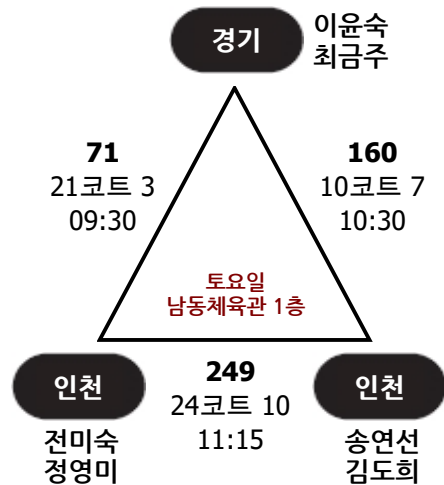 경기
이윤숙
최금주
71
21코트 3
09:30
160
10코트 7
10:30
토요일
남동체육관 1층
인천
전미숙
정영미
249
24코트 10
11:15
인천
송연선
김도희